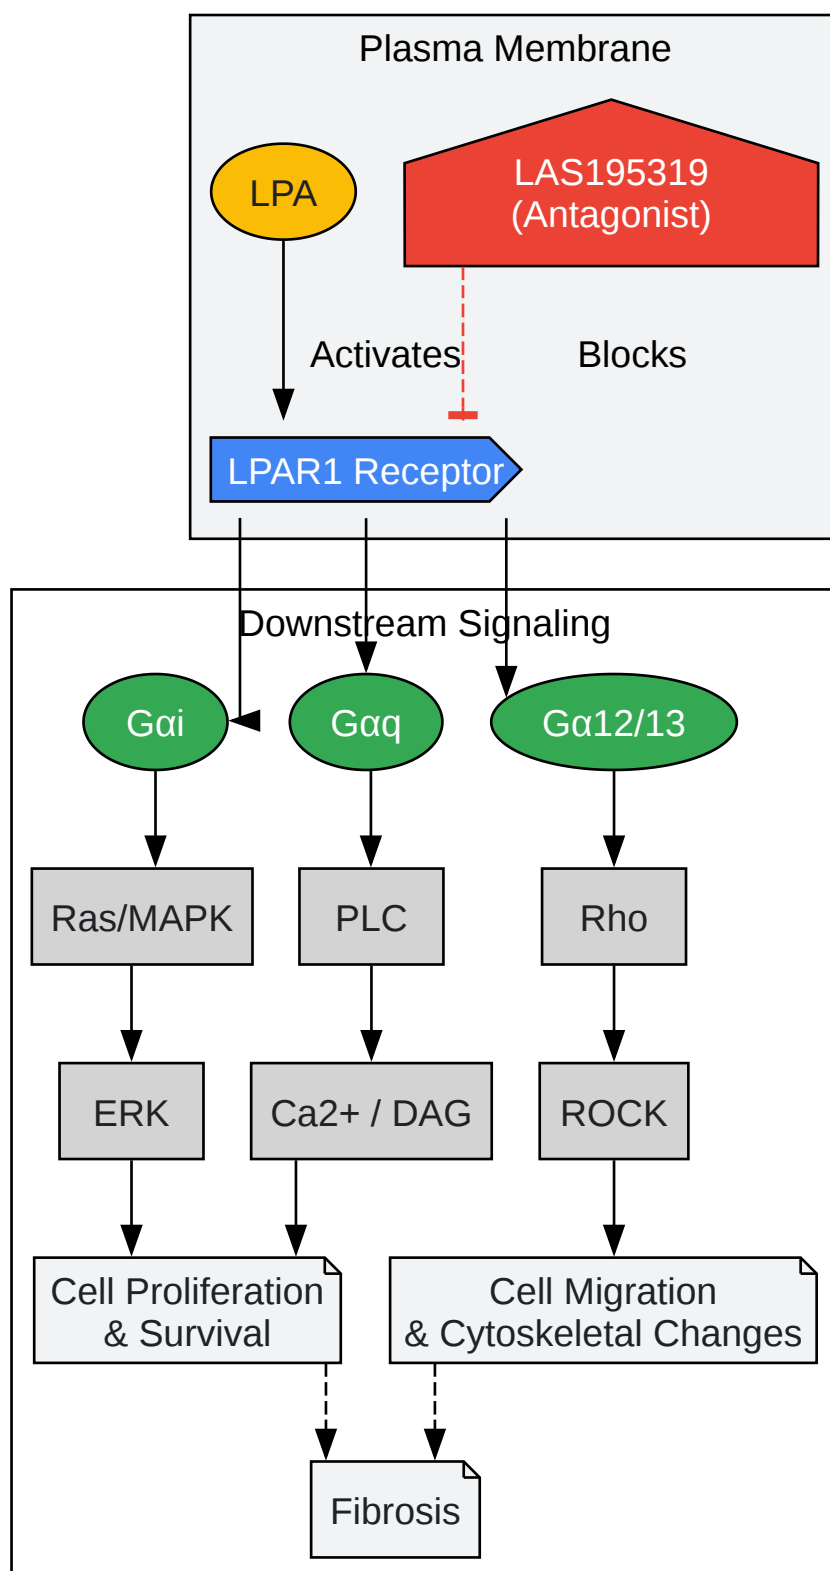 Plasma Membrane
LPA
LAS195319
(Antagonist)
Activates
Blocks
LPAR1 Receptor
Downstream Signaling
Gαi
Gαq
Gα12/13
Ras/MAPK
PLC
Rho
ERK
Ca2+ / DAG
ROCK
Cell Proliferation
& Survival
Cell Migration
& Cytoskeletal Changes
Fibrosis